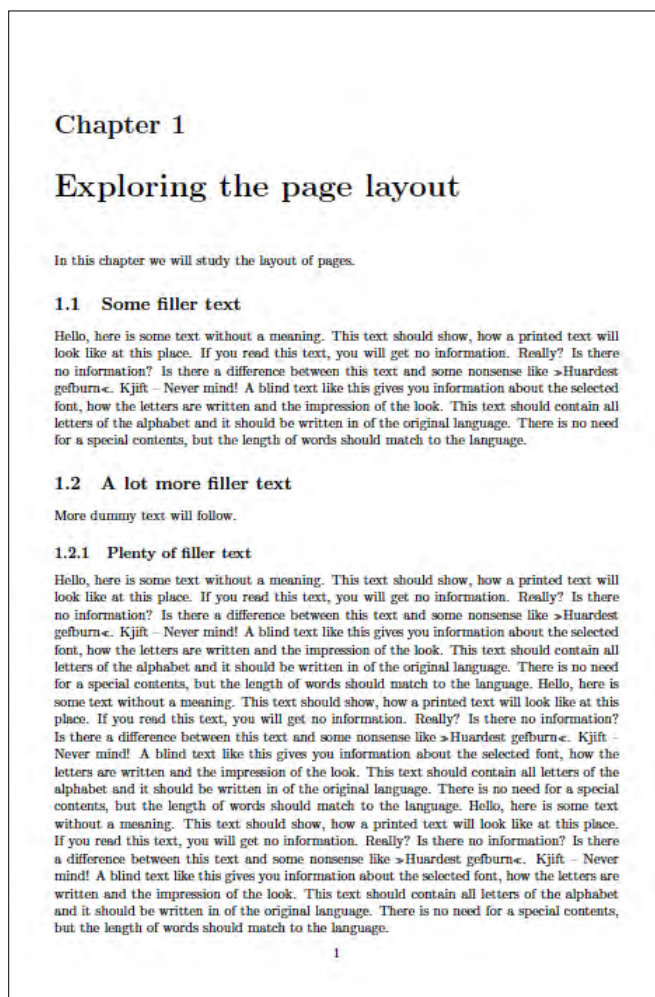 Chapter 1
Exploring the page layout
In this chapter we will study the layout of pages.
1.1 Some filler text
Hello, here is some text without a meaning. This text should show, how a printed text will
look like at this place. If you read this text, you will get no information. Really? Is there
no information? Is there a difference between this text and some nonsense like »Huardest
gefburn«. Kjift – Never mind! A blind text like this gives you information about the selected
font, how the letters are written and the impression of the look. This text should contain all
letters of the alphabet and it should be written in of the original language. There is no need
for a special contents, but the length of words should match to the language.
1.2 A lot more filler text
More dummy text will follow.
1.2.1 Plenty of filler text
Hello, here is some text without a meaning. This text should show, how a printed text will
look like at this place. If you read this text, you will get no information. Really? Is there
no information? Is there a difference between this text and some nonsense like »Huardest
gefburn«. Kjift – Never mind! A blind text like this gives you information about the selected
font, how the letters are written and the impression of the look. This text should contain all
letters of the alphabet and it should be written in of the original language. There is no need
for a special contents, but the length of words should match to the language. Hello, here is
some text without a meaning. This text should show, how a printed text will look like at this
place. If you read this text, you will get no information. Really? Is there no information?
Is there a difference between this text and some nonsense like »Huardest gefburn«. Kjift –
Never mind! A blind text like this gives you information about the selected font, how the
letters are written and the impression of the look. This text should contain all letters of the
alphabet and it should be written in of the original language. There is no need for a special
contents, but the length of words should match to the language. Hello, here is some text
without a meaning. This text should show, how a printed text will look like at this place.
If you read this text, you will get no information. Really? Is there no information? Is there
a difference between this text and some nonsense like »Huardest gefburn«. Kjift – Never
mind! A blind text like this gives you information about the selected font, how the letters are
written and the impression of the look. This text should contain all letters of the alphabet
and it should be written in of the original language. There is no need for a special contents,
but the length of words should match to the language.
1